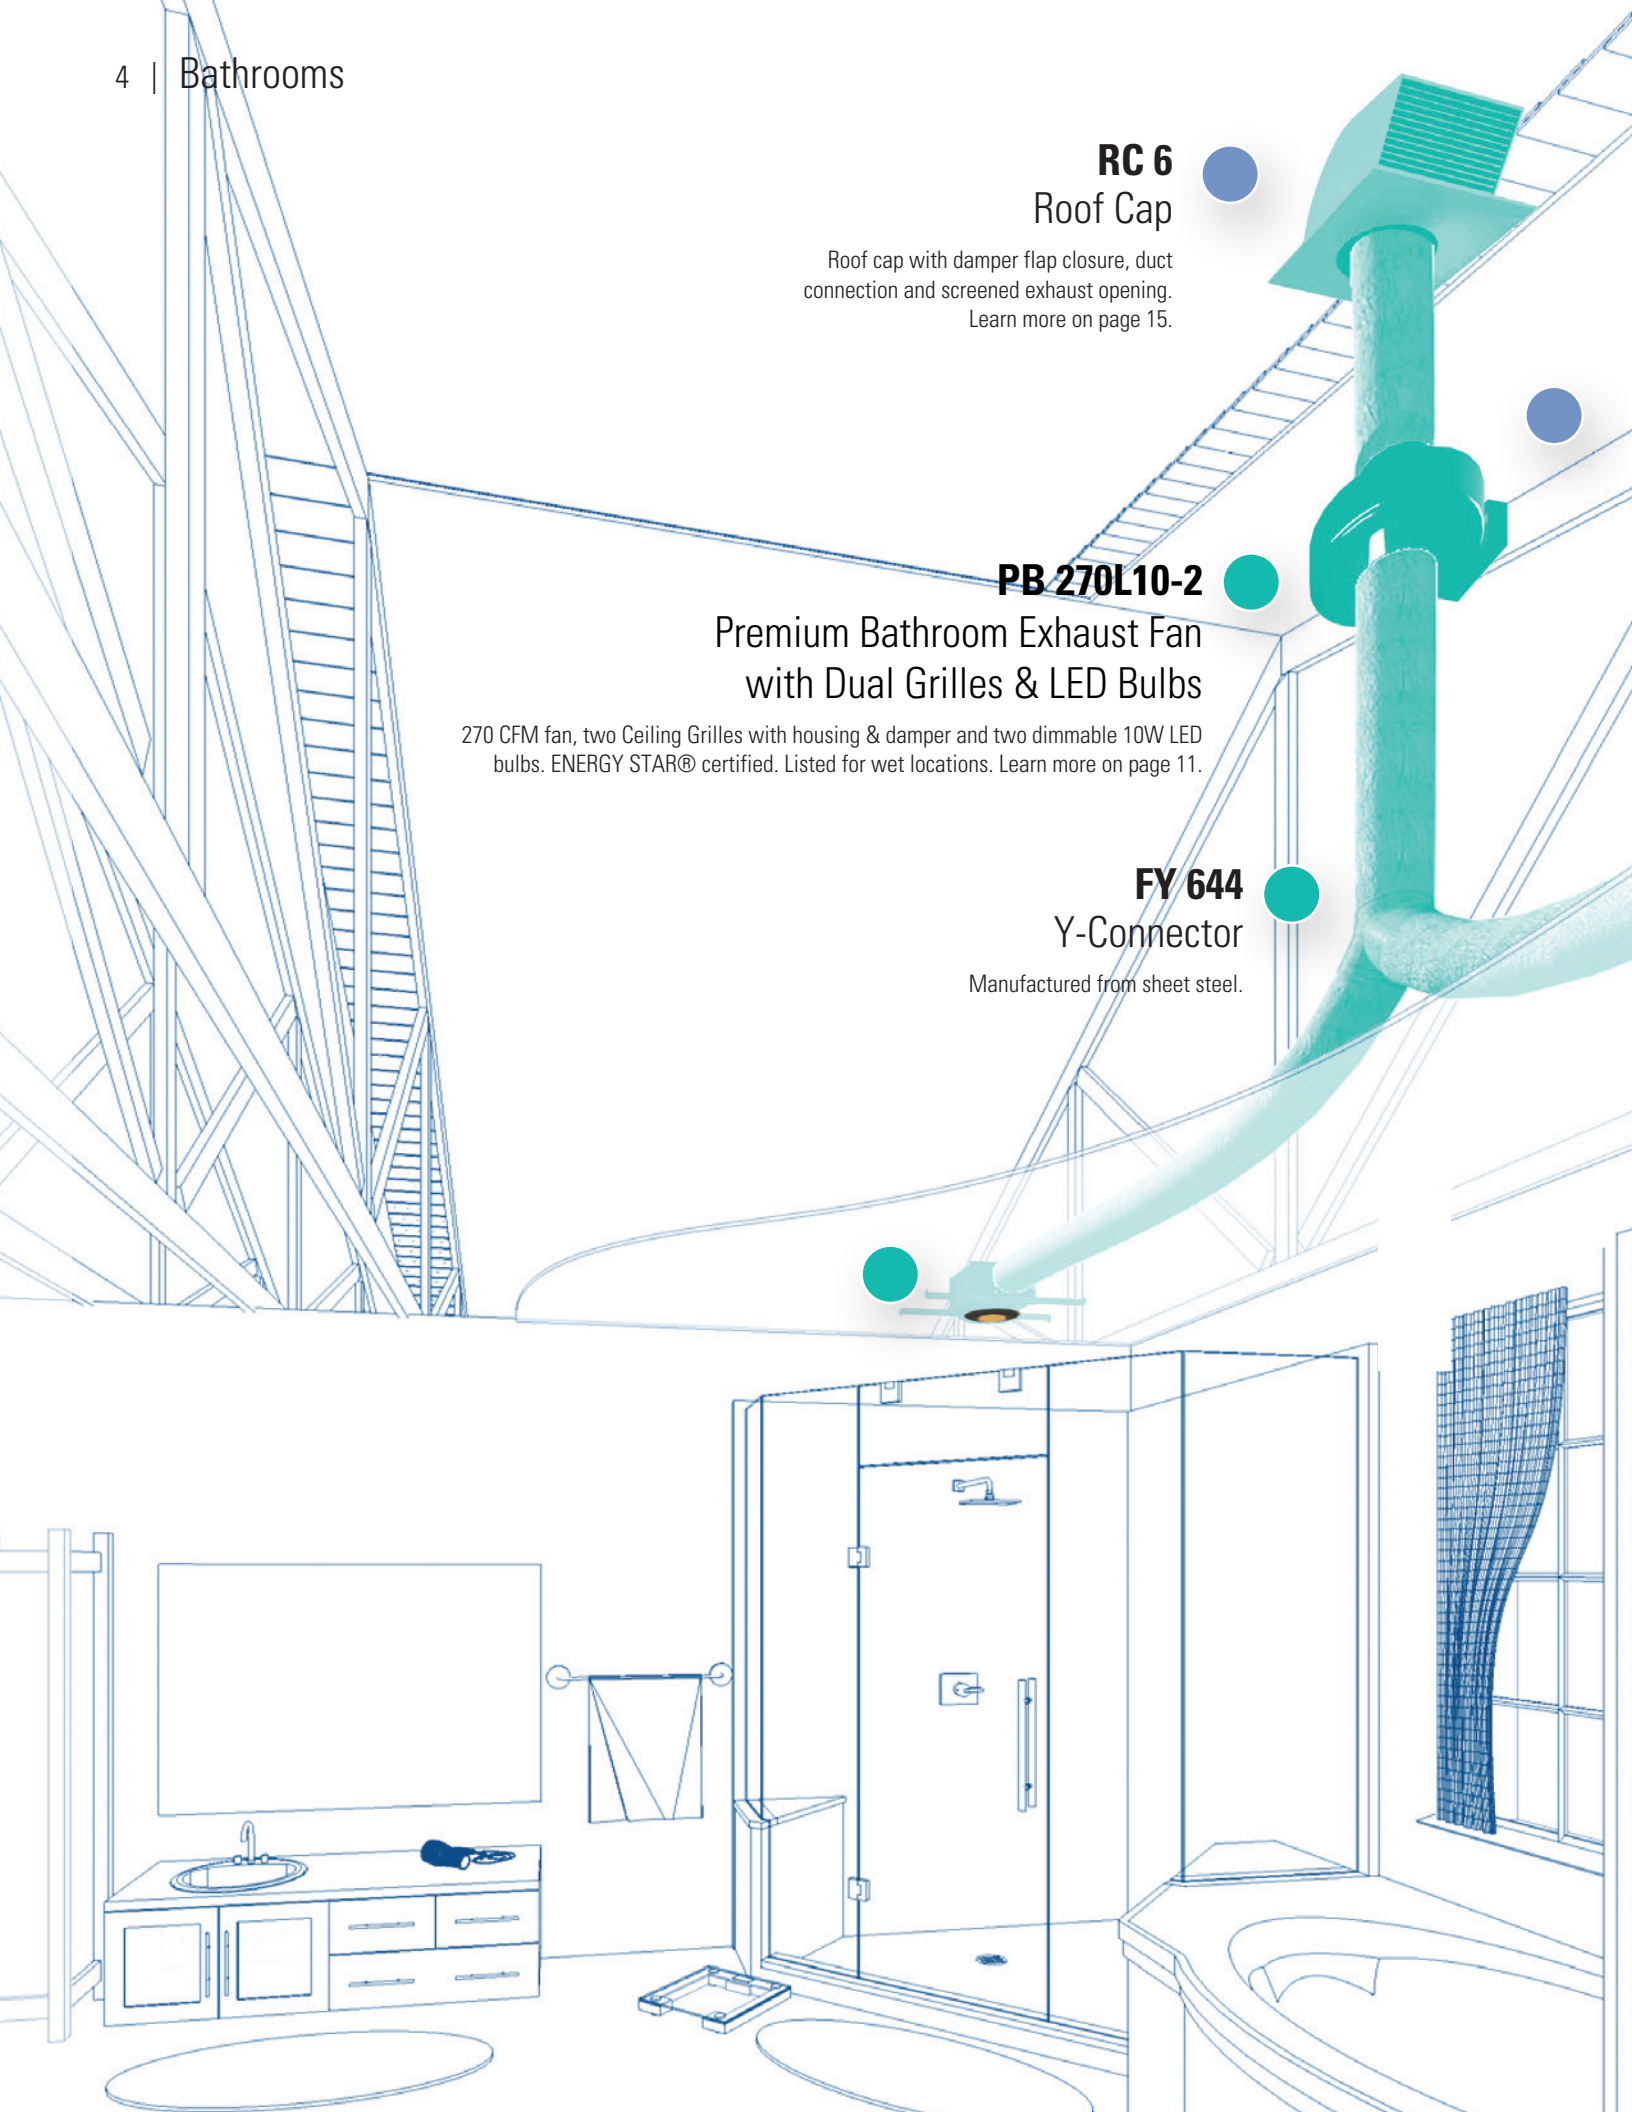 4 | Bathrooms
RC 6
Roof Cap
Roof cap with damper flap closure, duct
connection and screened exhaust opening.
Learn more on page 15.
PB 270L10-2
Premium Bathroom Exhaust Fan
with Dual Grilles & LED Bulbs
270 CFM fan, two Ceiling Grilles with housing & damper and two dimmable 10W LED
bulbs. ENERGY STAR® certified. Listed for wet locations. Learn more on page 11.
FY 644
Y-Connector
Manufactured from sheet steel.